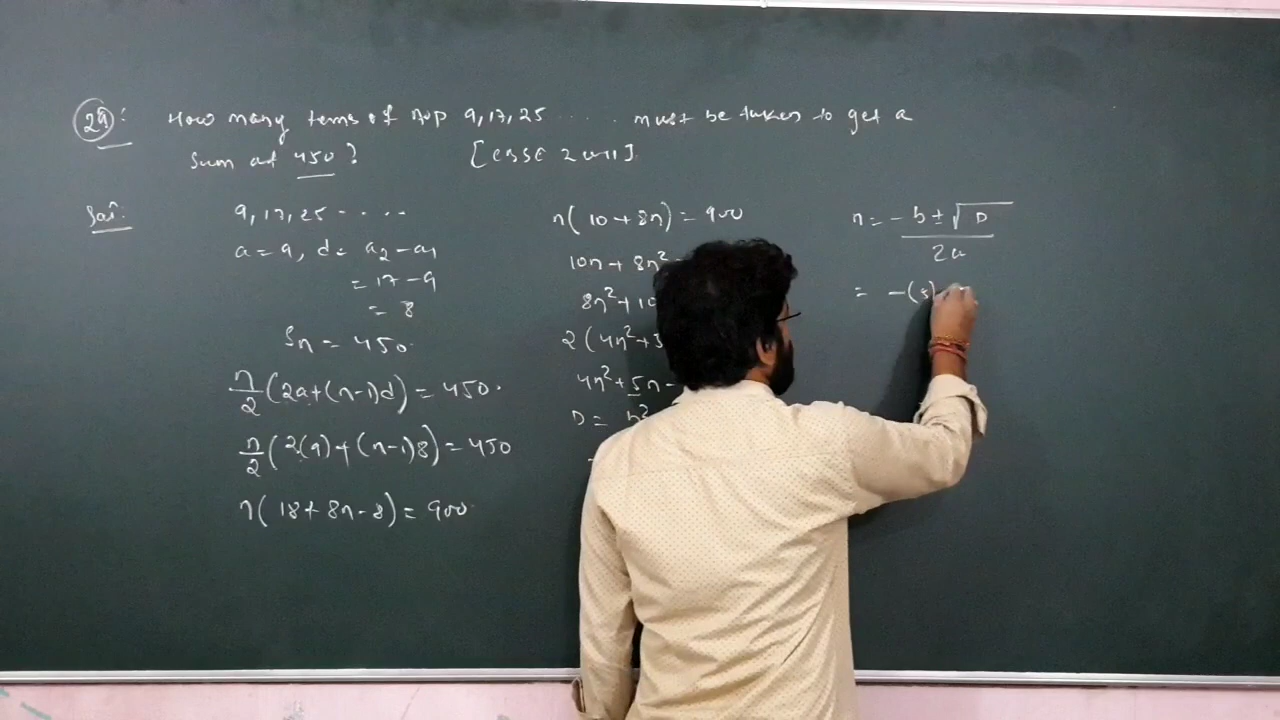 29: How many terms of AP 9, 17, 25 ..... must be taken to get a
sum of 450? [CBSE 2011].
Sol:
9, 17, 25 - - - -
a = 9, d = a2 - a1
= 17 - 9
= 8
Sn = 450.
n/2 (2a + (n-1)d) = 450.
n/2 (2(9) + (n-1)8) = 450
n( 18 + 8n - 8) = 900.
n( 10 + 8n) = 900
10n + 8n²
8n² + 10
2 ( 4n² +
4n² + 5n -
D = b²
n = -b ± √D / 2a
= -(5)